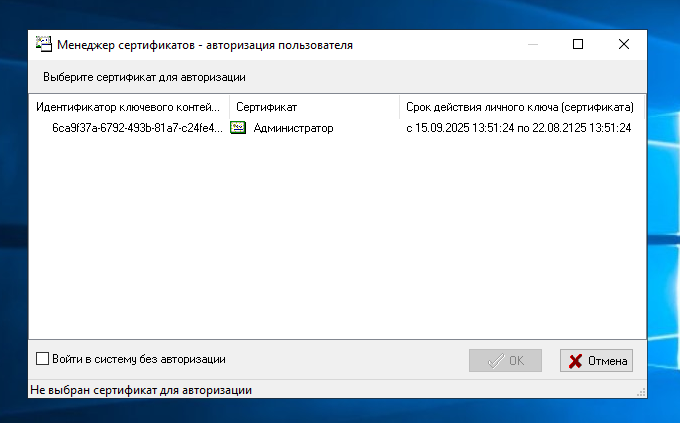 Менеджер сертификатов - авторизация пользователя
Выберите сертификат для авторизации
Идентификатор ключевого контей... Сертификат Срок действия личного ключа (сертификата)
6ca9f37a-6792-493b-81a7-c24fe4... Администратор с 15.09.2025 13:51:24 по 22.08.2125 13:51:24
Войти в систему без авторизации OK Отмена
Не выбран сертификат для авторизации